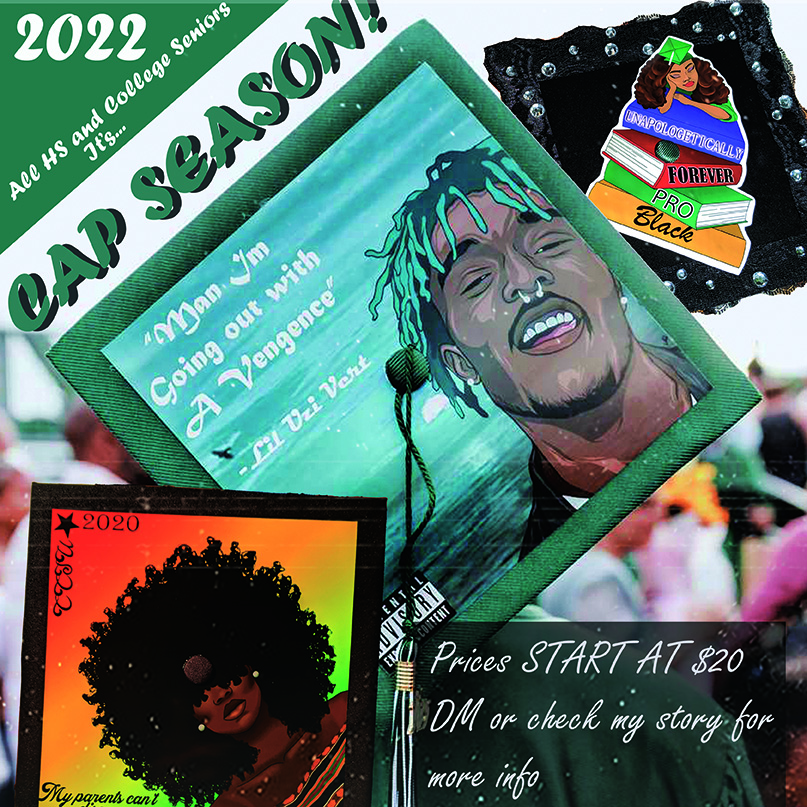 2022
All HS and College Seniors
It's...
CAP SEASON!
UNAPOLOGETICALLY
FOREVER
PRO
Black
"Man I'm
Going out with
A Vengence"
-Lil Uzi Vert
2020
ADVISORY
My parents can't
Prices START AT $20
DM or check my story for
more info